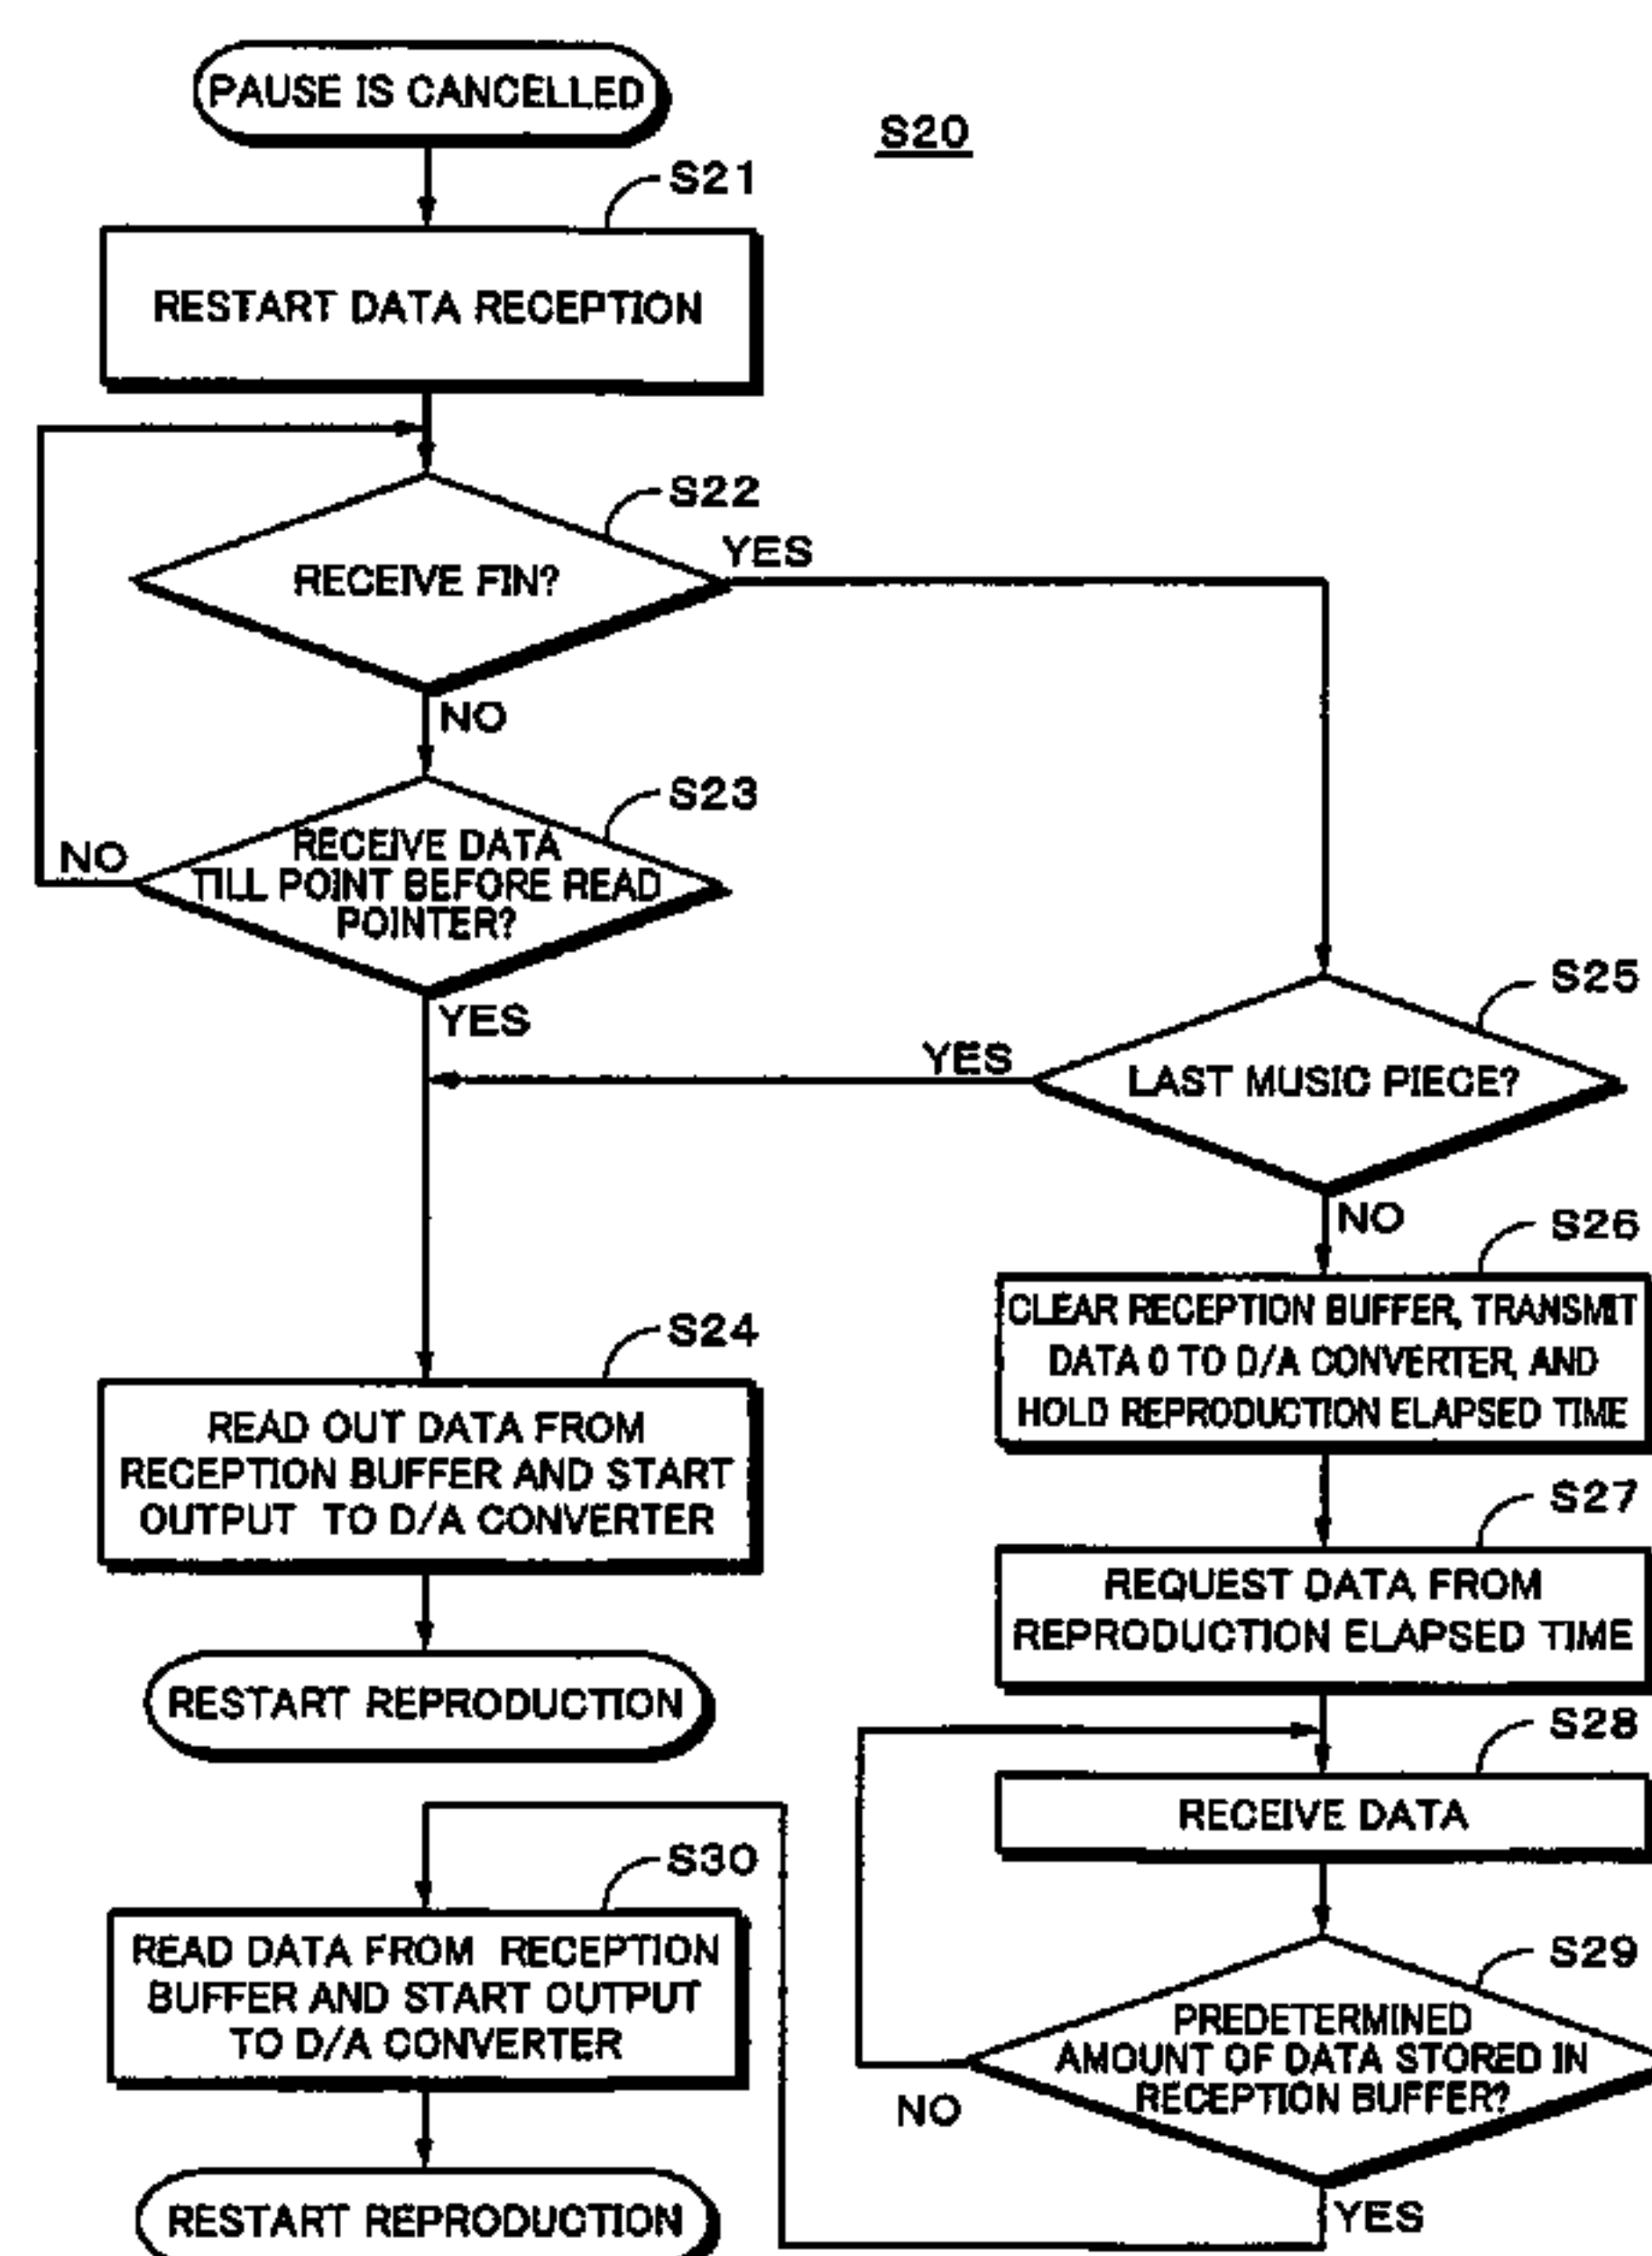 PAUSE IS CANCELLED
S20
S21
RESTART DATA RECEPTION
S22
RECEIVE FIN?
YES
NO
S23
RECEIVE DATA
TILL POINT BEFORE READ
POINTER?
NO
YES
S25
LAST MUSIC PIECE?
YES
NO
S26
CLEAR RECEPTION BUFFER, TRANSMIT
DATA 0 TO D/A CONVERTER, AND
HOLD REPRODUCTION ELAPSED TIME
S24
READ OUT DATA FROM
RECEPTION BUFFER AND START
OUTPUT TO D/A CONVERTER
S27
REQUEST DATA FROM
REPRODUCTION ELAPSED TIME
RESTART REPRODUCTION
S28
RECEIVE DATA
S29
PREDETERMINED
AMOUNT OF DATA STORED IN
RECEPTION BUFFER?
NO
YES
S30
READ DATA FROM RECEPTION
BUFFER AND START OUTPUT
TO D/A CONVERTER
RESTART REPRODUCTION